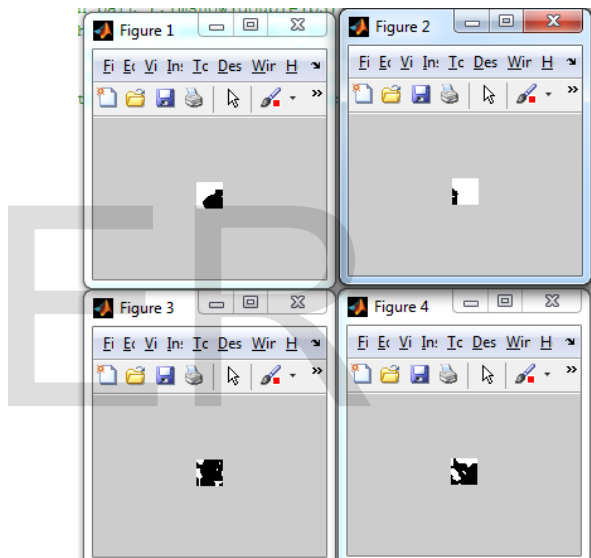 Figure 1
Fi Ec Vi In: Tc Des Wir H
Figure 2
Fi Ec Vi In: Tc Des Wir H
Figure 3
Fi Ec Vi In: Tc Des Wir H
Figure 4
Fi Ec Vi In: Tc Des Wir H
ER